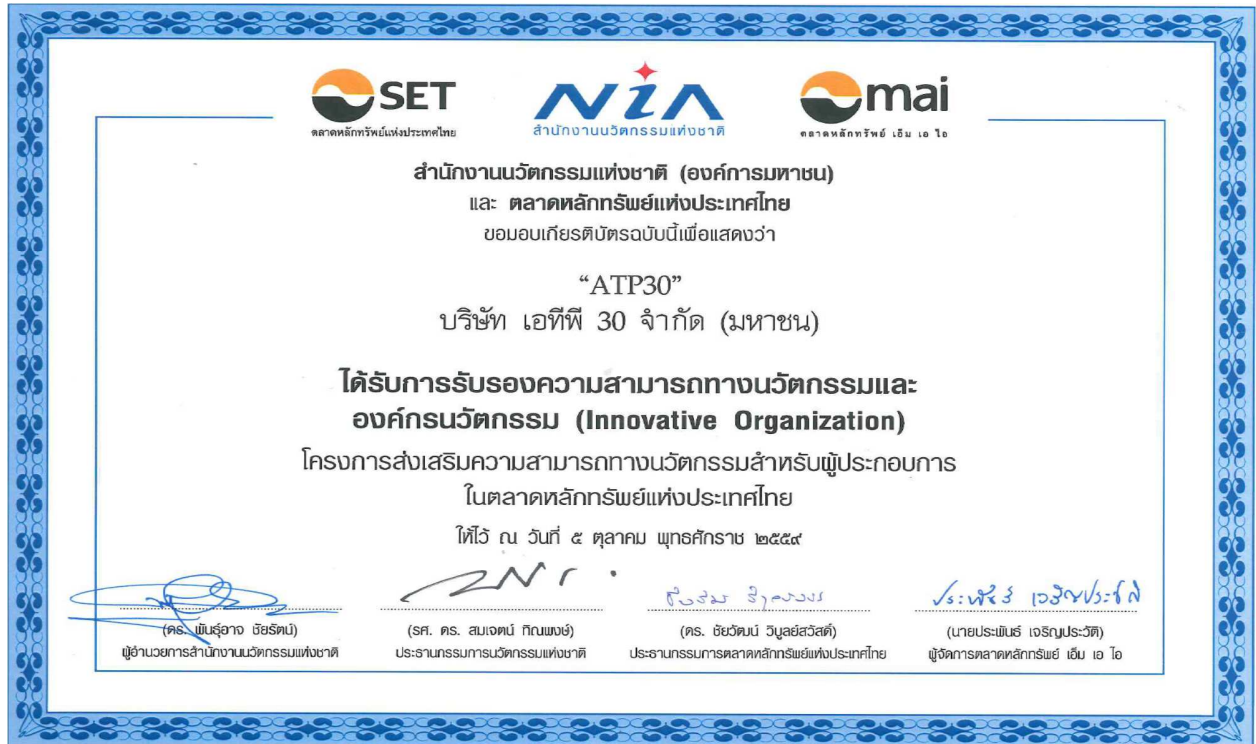 SET
ตลาดหลักทรัพย์แห่งประเทศไทย
NiA
สำนักงานนวัตกรรมแห่งชาติ
mai
ตลาดหลักทรัพย์ เอ็ม เอ ไอ
สำนักงานนวัตกรรมแห่งชาติ (องค์การมหาชน)
และ ตลาดหลักทรัพย์แห่งประเทศไทย
ขอมอบเกียรติบัตรฉบับนี้เพื่อแสดงว่า
“ATP30”
บริษัท เอทีพี 30 จำกัด (มหาชน)
ได้รับการรับรองความสามารถทางนวัตกรรมและ
องค์กรนวัตกรรม (Innovative Organization)
โครงการส่งเสริมความสามารถทางนวัตกรรมสำหรับผู้ประกอบการ
ในตลาดหลักทรัพย์แห่งประเทศไทย
ให้ไว้ ณ วันที่ ๕ ตุลาคม พุทธศักราช ๒๕๕๙
ประพันธ์ เจริญประวัติ
(ดร. พันธุ์อาจ ชัยรัตน์)
ผู้อำนวยการสำนักงานนวัตกรรมแห่งชาติ
(รศ. ดร. สมเจตน์ ทิณพงษ์)
ประธานกรรมการนวัตกรรมแห่งชาติ
(ดร. ชัยวัฒน์ วิบูลย์สวัสดิ์)
ประธานกรรมการตลาดหลักทรัพย์แห่งประเทศไทย
(นายประพันธ์ เจริญประวัติ)
ผู้จัดการตลาดหลักทรัพย์ เอ็ม เอ ไอ